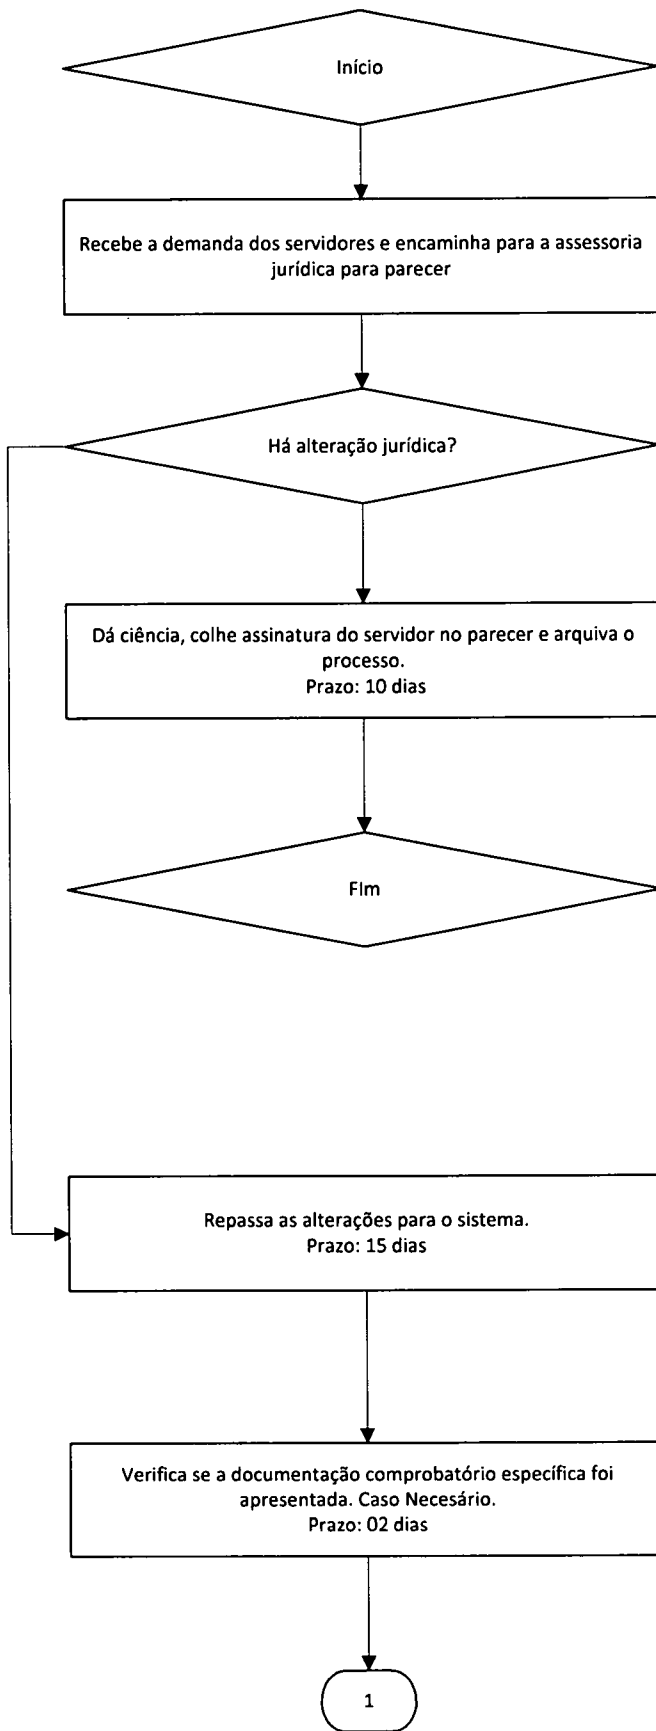 Início
Recebe a demanda dos servidores e encaminha para a assessoria
jurídica para parecer
Há alteração jurídica?
Dá ciência, colhe assinatura do servidor no parecer e arquiva o
processo.
Prazo: 10 dias
FIm
Repassa as alterações para o sistema.
Prazo: 15 dias
Verifica se a documentação comprobatório específica foi
apresentada. Caso Necesário.
Prazo: 02 dias
1